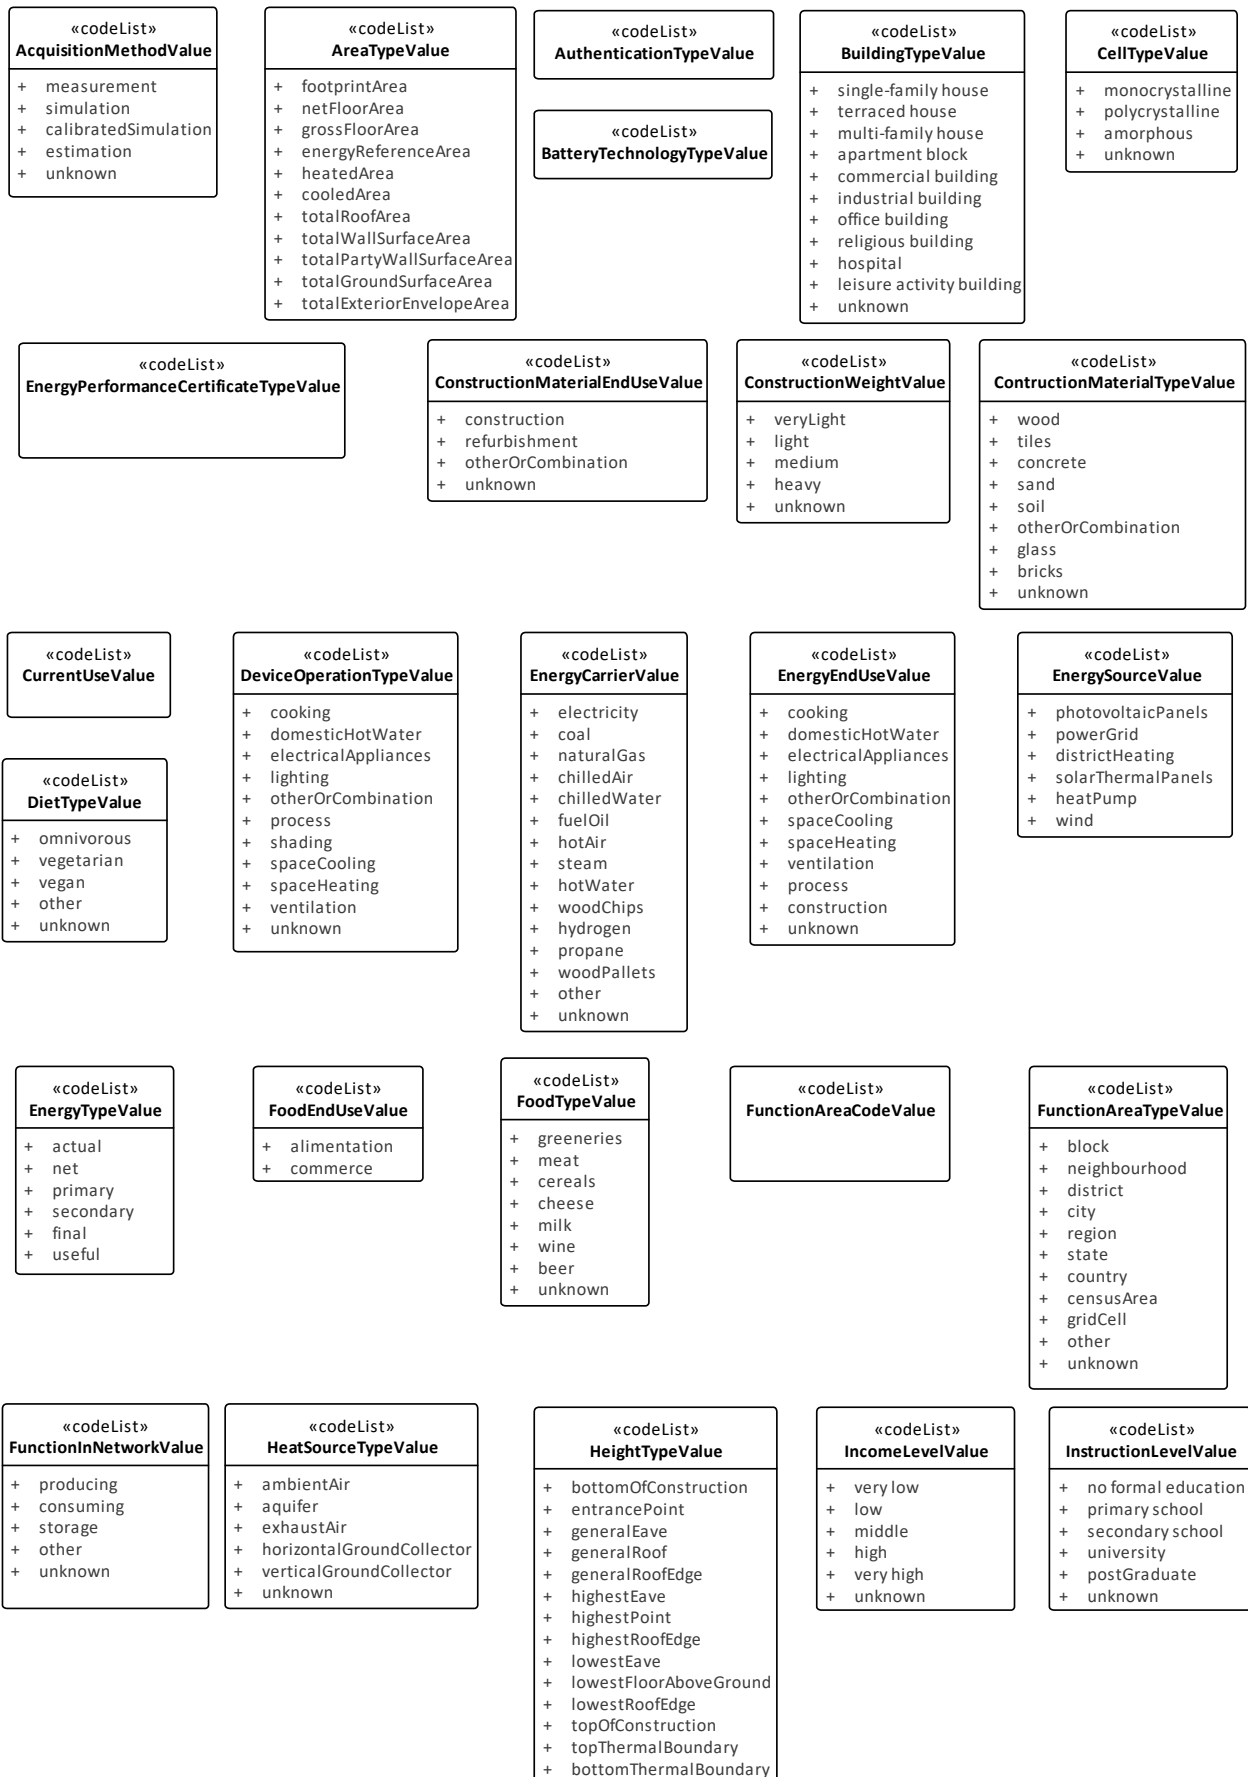 «codeList»
AcquisitionMethodValue
+ measurement
+ simulation
+ calibratedSimulation
+ estimation
+ unknown
«codeList»
AreaTypeValue
+ footprintArea
+ netFloorArea
+ grossFloorArea
+ energyReferenceArea
+ heatedArea
+ cooledArea
+ totalRoofArea
+ totalWallSurfaceArea
+ totalPartyWallSurfaceArea
+ totalGroundSurfaceArea
+ totalExteriorEnvelopeArea
«codeList»
AuthenticationTypeValue
«codeList»
BatteryTechnologyTypeValue
«codeList»
BuildingTypeValue
+ single-family house
+ terraced house
+ multi-family house
+ apartment block
+ commercial building
+ industrial building
+ office building
+ religious building
+ hospital
+ leisure activity building
+ unknown
«codeList»
CellTypeValue
+ monocrystalline
+ polycrystalline
+ amorphous
+ unknown
«codeList»
EnergyPerformanceCertificateTypeValue
«codeList»
ConstructionMaterialEndUseValue
+ construction
+ refurbishment
+ otherOrCombination
+ unknown
«codeList»
ConstructionWeightValue
+ veryLight
+ light
+ medium
+ heavy
+ unknown
«codeList»
ContructionMaterialTypeValue
+ wood
+ tiles
+ concrete
+ sand
+ soil
+ otherOrCombination
+ glass
+ bricks
+ unknown
«codeList»
CurrentUseValue
«codeList»
DietTypeValue
+ omnivorous
+ vegetarian
+ vegan
+ other
+ unknown
«codeList»
DeviceOperationTypeValue
+ cooking
+ domesticHotWater
+ electricalAppliances
+ lighting
+ otherOrCombination
+ process
+ shading
+ spaceCooling
+ spaceHeating
+ ventilation
+ unknown
«codeList»
EnergyCarrierValue
+ electricity
+ coal
+ naturalGas
+ chilledAir
+ chilledWater
+ fuelOil
+ hotAir
+ steam
+ hotWater
+ woodChips
+ hydrogen
+ propane
+ woodPallets
+ other
+ unknown
«codeList»
EnergyEndUseValue
+ cooking
+ domesticHotWater
+ electricalAppliances
+ lighting
+ otherOrCombination
+ spaceCooling
+ spaceHeating
+ ventilation
+ process
+ construction
+ unknown
«codeList»
EnergySourceValue
+ photovoltaicPanels
+ powerGrid
+ districtHeating
+ solarThermalPanels
+ heatPump
+ wind
«codeList»
EnergyTypeValue
+ actual
+ net
+ primary
+ secondary
+ final
+ useful
«codeList»
FoodEndUseValue
+ alimentation
+ commerce
«codeList»
FoodTypeValue
+ greeneries
+ meat
+ cereals
+ cheese
+ milk
+ wine
+ beer
+ unknown
«codeList»
FunctionAreaCodeValue
«codeList»
FunctionAreaTypeValue
+ block
+ neighbourhood
+ district
+ city
+ region
+ state
+ country
+ censusArea
+ gridCell
+ other
+ unknown
«codeList»
FunctionInNetworkValue
+ producing
+ consuming
+ storage
+ other
+ unknown
«codeList»
HeatSourceTypeValue
+ ambientAir
+ aquifer
+ exhaustAir
+ horizontalGroundCollector
+ verticalGroundCollector
+ unknown
«codeList»
HeightTypeValue
+ bottomOfConstruction
+ entrancePoint
+ generalEave
+ generalRoof
+ generalRoofEdge
+ highestEave
+ highestPoint
+ highestRoofEdge
+ lowestEave
+ lowestFloorAboveGround
+ lowestRoofEdge
+ topOfConstruction
+ topThermalBoundary
+ bottomThermalBoundary
«codeList»
IncomeLevelValue
+ very low
+ low
+ middle
+ high
+ very high
+ unknown
«codeList»
InstructionLevelValue
+ no formal education
+ primary school
+ secondary school
+ university
+ postGraduate
+ unknown